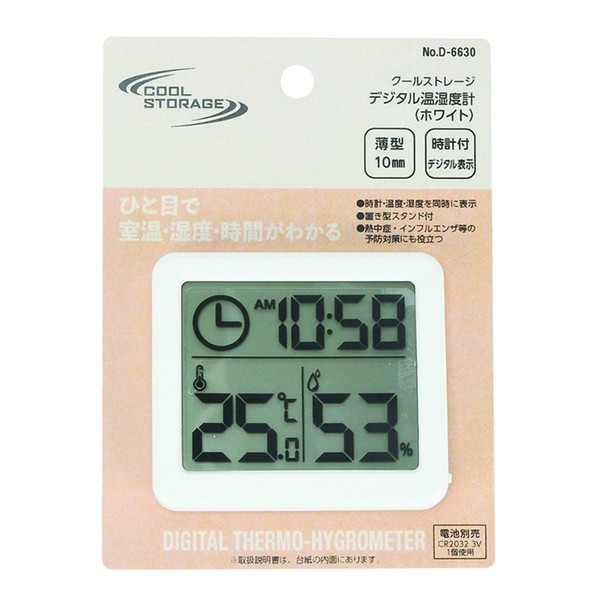 No.D-6630
COOL
STORAGE
クールストレージ
デジタル温湿度計
(ホワイト)
薄型
10mm
時計付
デジタル表示
ひと目で
室温・湿度・時間がわかる
●時計・温度・湿度を同時に表示
●置き型スタンド付
●熱中症・インフルエンザ等の
予防対策にも役立つ
AM 10:58
25.0 ℃ 53 %
DIGITAL THERMO-HYGROMETER
電池別売
CR2032 3V
1個使用
※取扱説明書は、台紙の内面にあります。